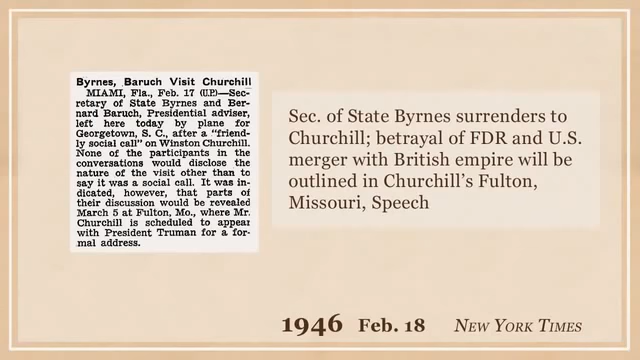 Byrnes, Baruch Visit Churchill
MIAMI, Fla., Feb. 17 (U.P.)—Sec-
retary of State Byrnes and Ber-
nard Baruch, Presidential adviser,
left here today by plane for
Georgetown, S. C., after a “friend-
ly social call” on Winston Churchill.
None of the participants in the
conversations would disclose the
nature of the visit other than to
say it was a social call. It was in-
dicated, however, that parts of
their discussion would be revealed
March 5 at Fulton, Mo., where Mr.
Churchill is scheduled to appear
with President Truman for a for-
mal address.
Sec. of State Byrnes surrenders to
Churchill; betrayal of FDR and U.S.
merger with British empire will be
outlined in Churchill’s Fulton,
Missouri, Speech
1946 Feb. 18 New York Times